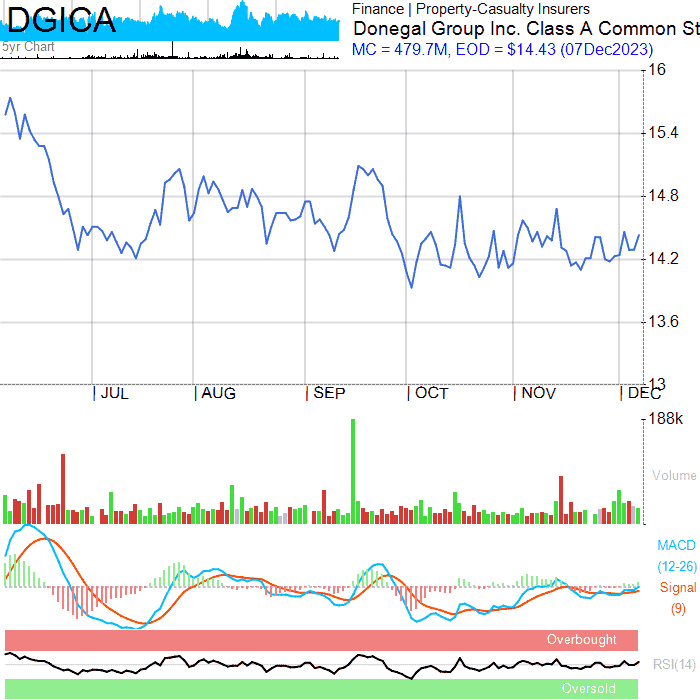 DGICA
5yr Chart
Finance | Property-Casualty Insurers
Donegal Group Inc. Class A Common St
MC = 479.7M, EOD = $14.43 (07Dec2023)
16
15.4
14.8
14.2
13.6
13
JUL AUG SEP OCT NOV DEC
188k
Volume
MACD
(12-26)
Signal
(9)
Overbought
RSI(14)
Oversold